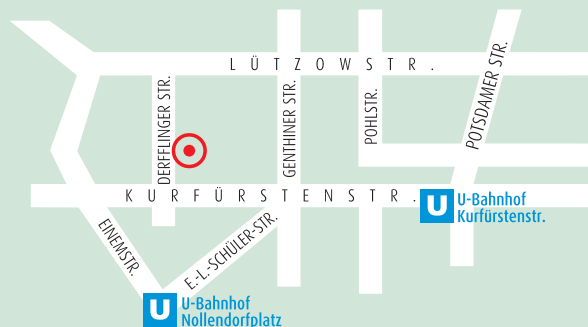 LÜTZOWSTR.
DERFFLINGER STR.
GENTHINER STR.
POHLSTR.
POTSDAMER STR.
KURFÜRSTENSTR.
U U-Bahnhof
Kurfürstenstr.
EINEMSTR.
E.-L.-SCHÜLER-STR.
U U-Bahnhof
Nollendorfplatz